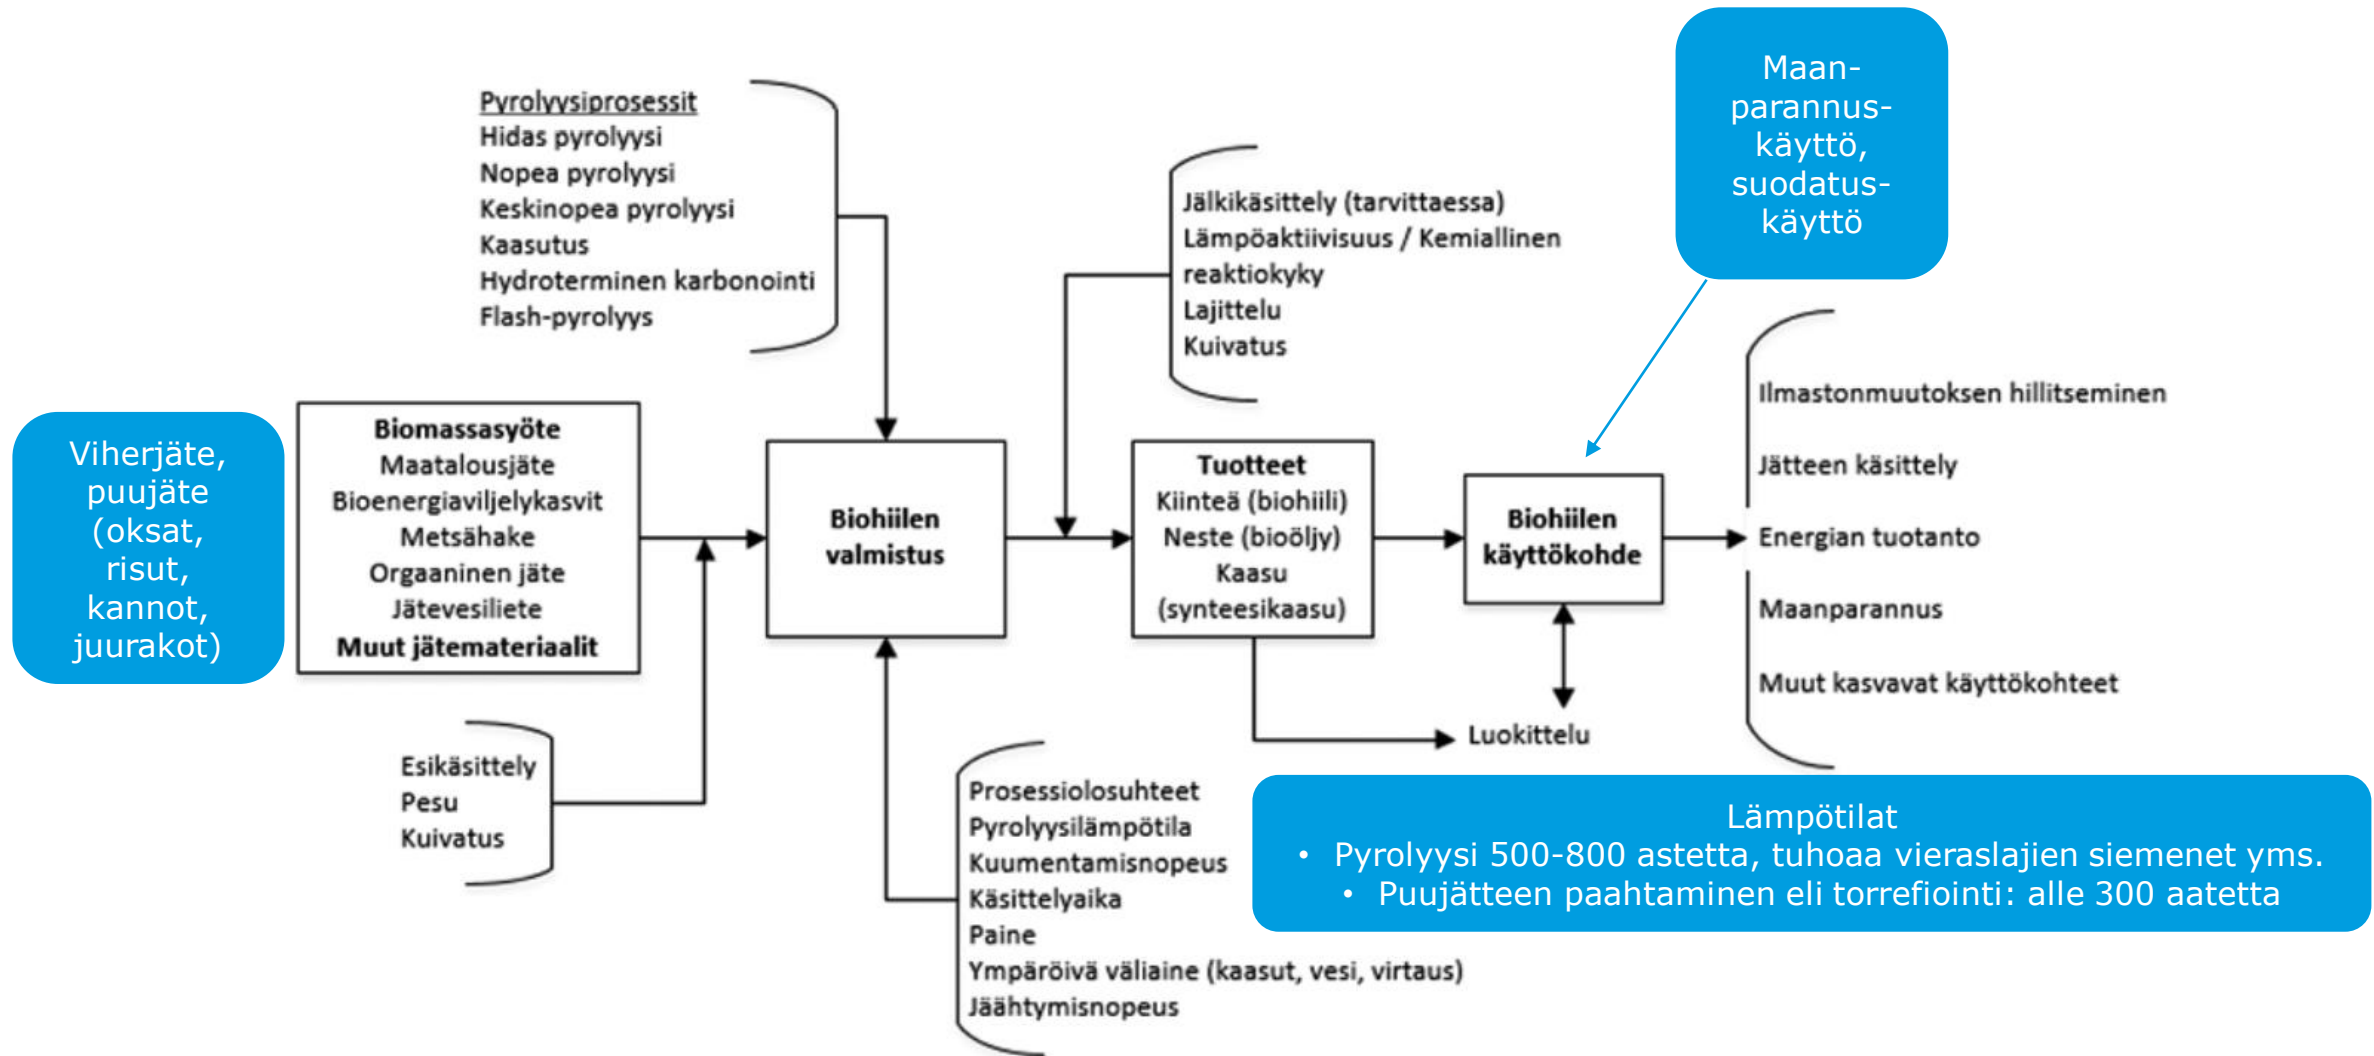 Maan-
parannus-
käyttö,
suodatus-
käyttö
Pyrolyysiprosessit
Hidas pyrolyysi
Nopea pyrolyysi
Keskinopea pyrolyysi
Kaasutus
Hydroterminen karbonointi
Flash-pyrolyys
Jälkikäsittely (tarvittaessa)
Lämpöaktiivisuus / Kemiallinen
reaktiokyky
Lajittelu
Kuivatus
Viherjäte,
puujäte
(oksat,
risut,
kannot,
juurakot)
Biomassasyöte
Maatalousjäte
Bioenergiaviljelykasvit
Metsähake
Orgaaninen jäte
Jätevesiliete
Muut jätemateriaalit
Biohiilen
valmistus
Tuotteet
Kiinteä (biohiili)
Neste (bioöljy)
Kaasu
(synteesikaasu)
Biohiilen
käyttökohde
Ilmastonmuutoksen hillitseminen
Jätteen käsittely
Energian tuotanto
Maanparannus
Muut kasvavat käyttökohteet
Luokittelu
Esikäsittely
Pesu
Kuivatus
Prosessiolosuhteet
Pyrolyysilämpötila
Kuumentamisnopeus
Käsittelyaika
Paine
Ympäröivä väliaine (kaasut, vesi, virtaus)
Jäähtymisnopeus
Lämpötilat
• Pyrolyysi 500-800 astetta, tuhoaa vieraslajien siemenet yms.
• Puujätteen paahtaminen eli torrefiointi: alle 300 aatetta